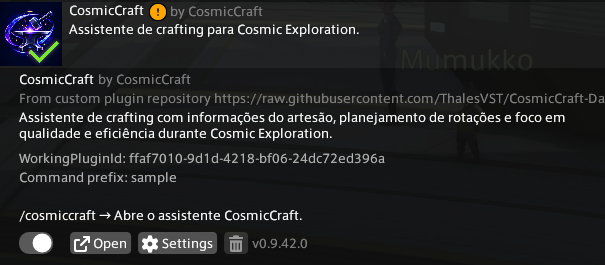 CosmicCraft ! by CosmicCraft
Assistente de crafting para Cosmic Exploration.
Mumukko
CosmicCraft by CosmicCraft
From custom plugin repository https://raw.githubusercontent.com/ThalesVST/CosmicCraft-Da
Assistente de crafting com informações do artesão, planejamento de rotações e foco em
qualidade e eficiência durante Cosmic Exploration.
WorkingPluginId: ffaf7010-9d1d-4218-bf06-24dc72ed396a
Command prefix: sample
/cosmiccraft → Abre o assistente CosmicCraft.
Open Settings v0.9.42.0